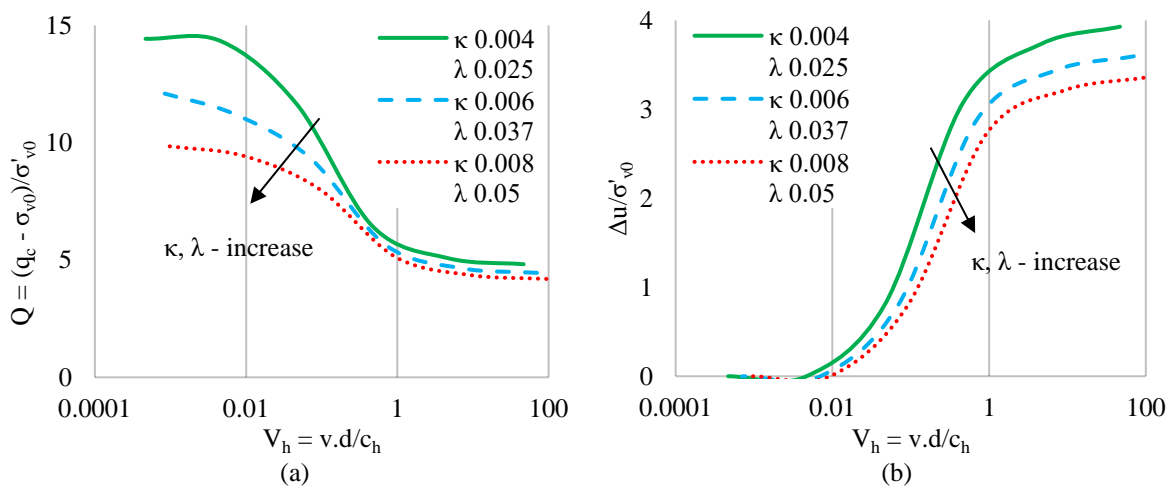 15
10
5
0
Q = (q_c - σ_v0)/σ'_v0
κ 0.004
λ 0.025
κ 0.006
λ 0.037
κ 0.008
λ 0.05
κ, λ - increase
0.0001 0.01 1 100
V_h = v.d/c_h
(a)
4
3
2
1
0
Δu/σ'_v0
κ 0.004
λ 0.025
κ 0.006
λ 0.037
κ 0.008
λ 0.05
κ, λ - increase
0.0001 0.01 1 100
V_h = v.d/c_h
(b)